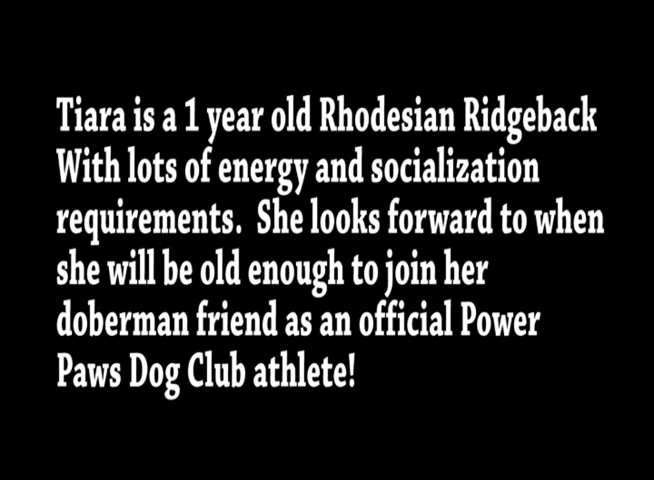 Tiara is a 1 year old Rhodesian Ridgeback
With lots of energy and socialization
requirements.  She looks forward to when
she will be old enough to join her
doberman friend as an official Power
Paws Dog Club athlete!